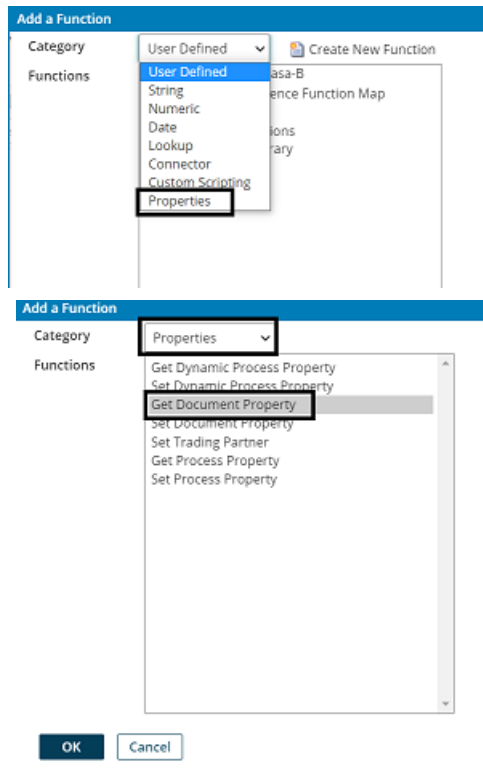 Add a Function
Category User Defined Create New Function
Functions User Defined asa-B
String ence Function Map
Numeric
Date ions
Lookup rary
Connector
Custom Scripting
Properties
Add a Function
Category Properties
Functions Get Dynamic Process Property
Set Dynamic Process Property
Get Document Property
Set Document Property
Set Trading Partner
Get Process Property
Set Process Property
OK Cancel